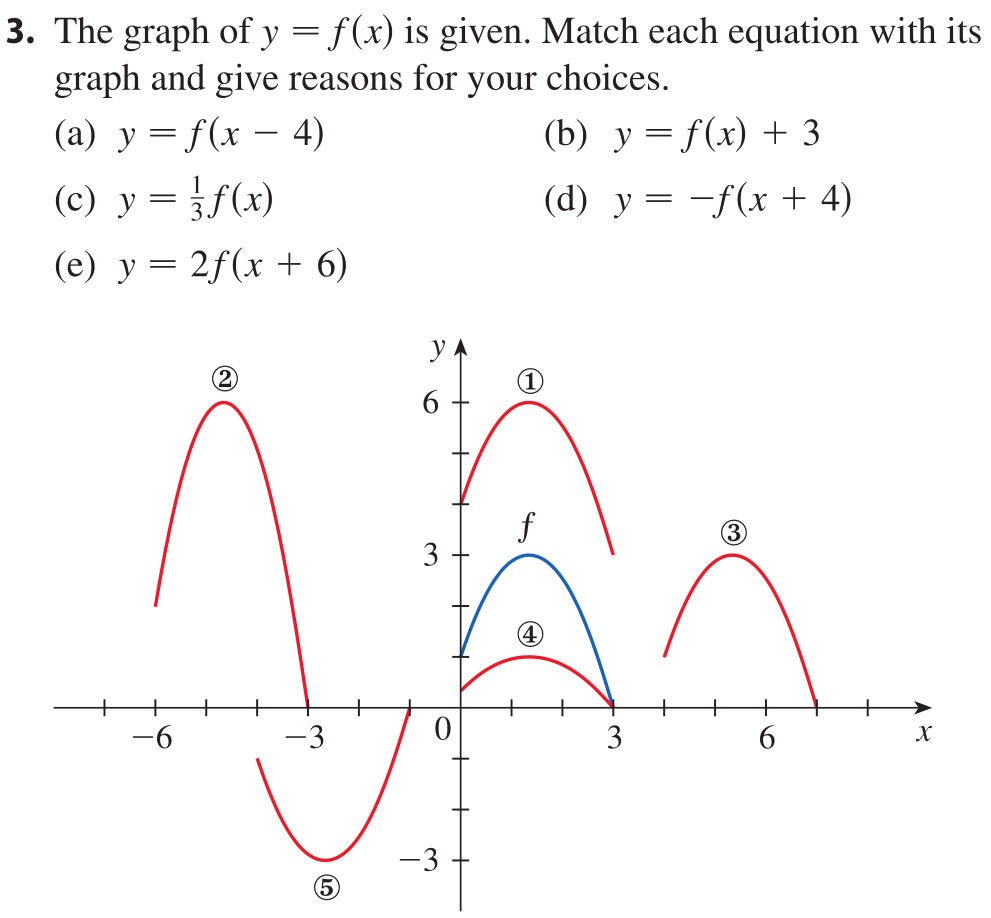 3. The graph of y = f(x) is given. Match each equation with its
graph and give reasons for your choices.
(a) y = f(x − 4) (b) y = f(x) + 3
(c) y = 1/3 f(x) (d) y = −f(x + 4)
(e) y = 2f(x + 6)
y
② ①
6
f
3 ③
④
−6 −3 0 3 6 x
−3
⑤